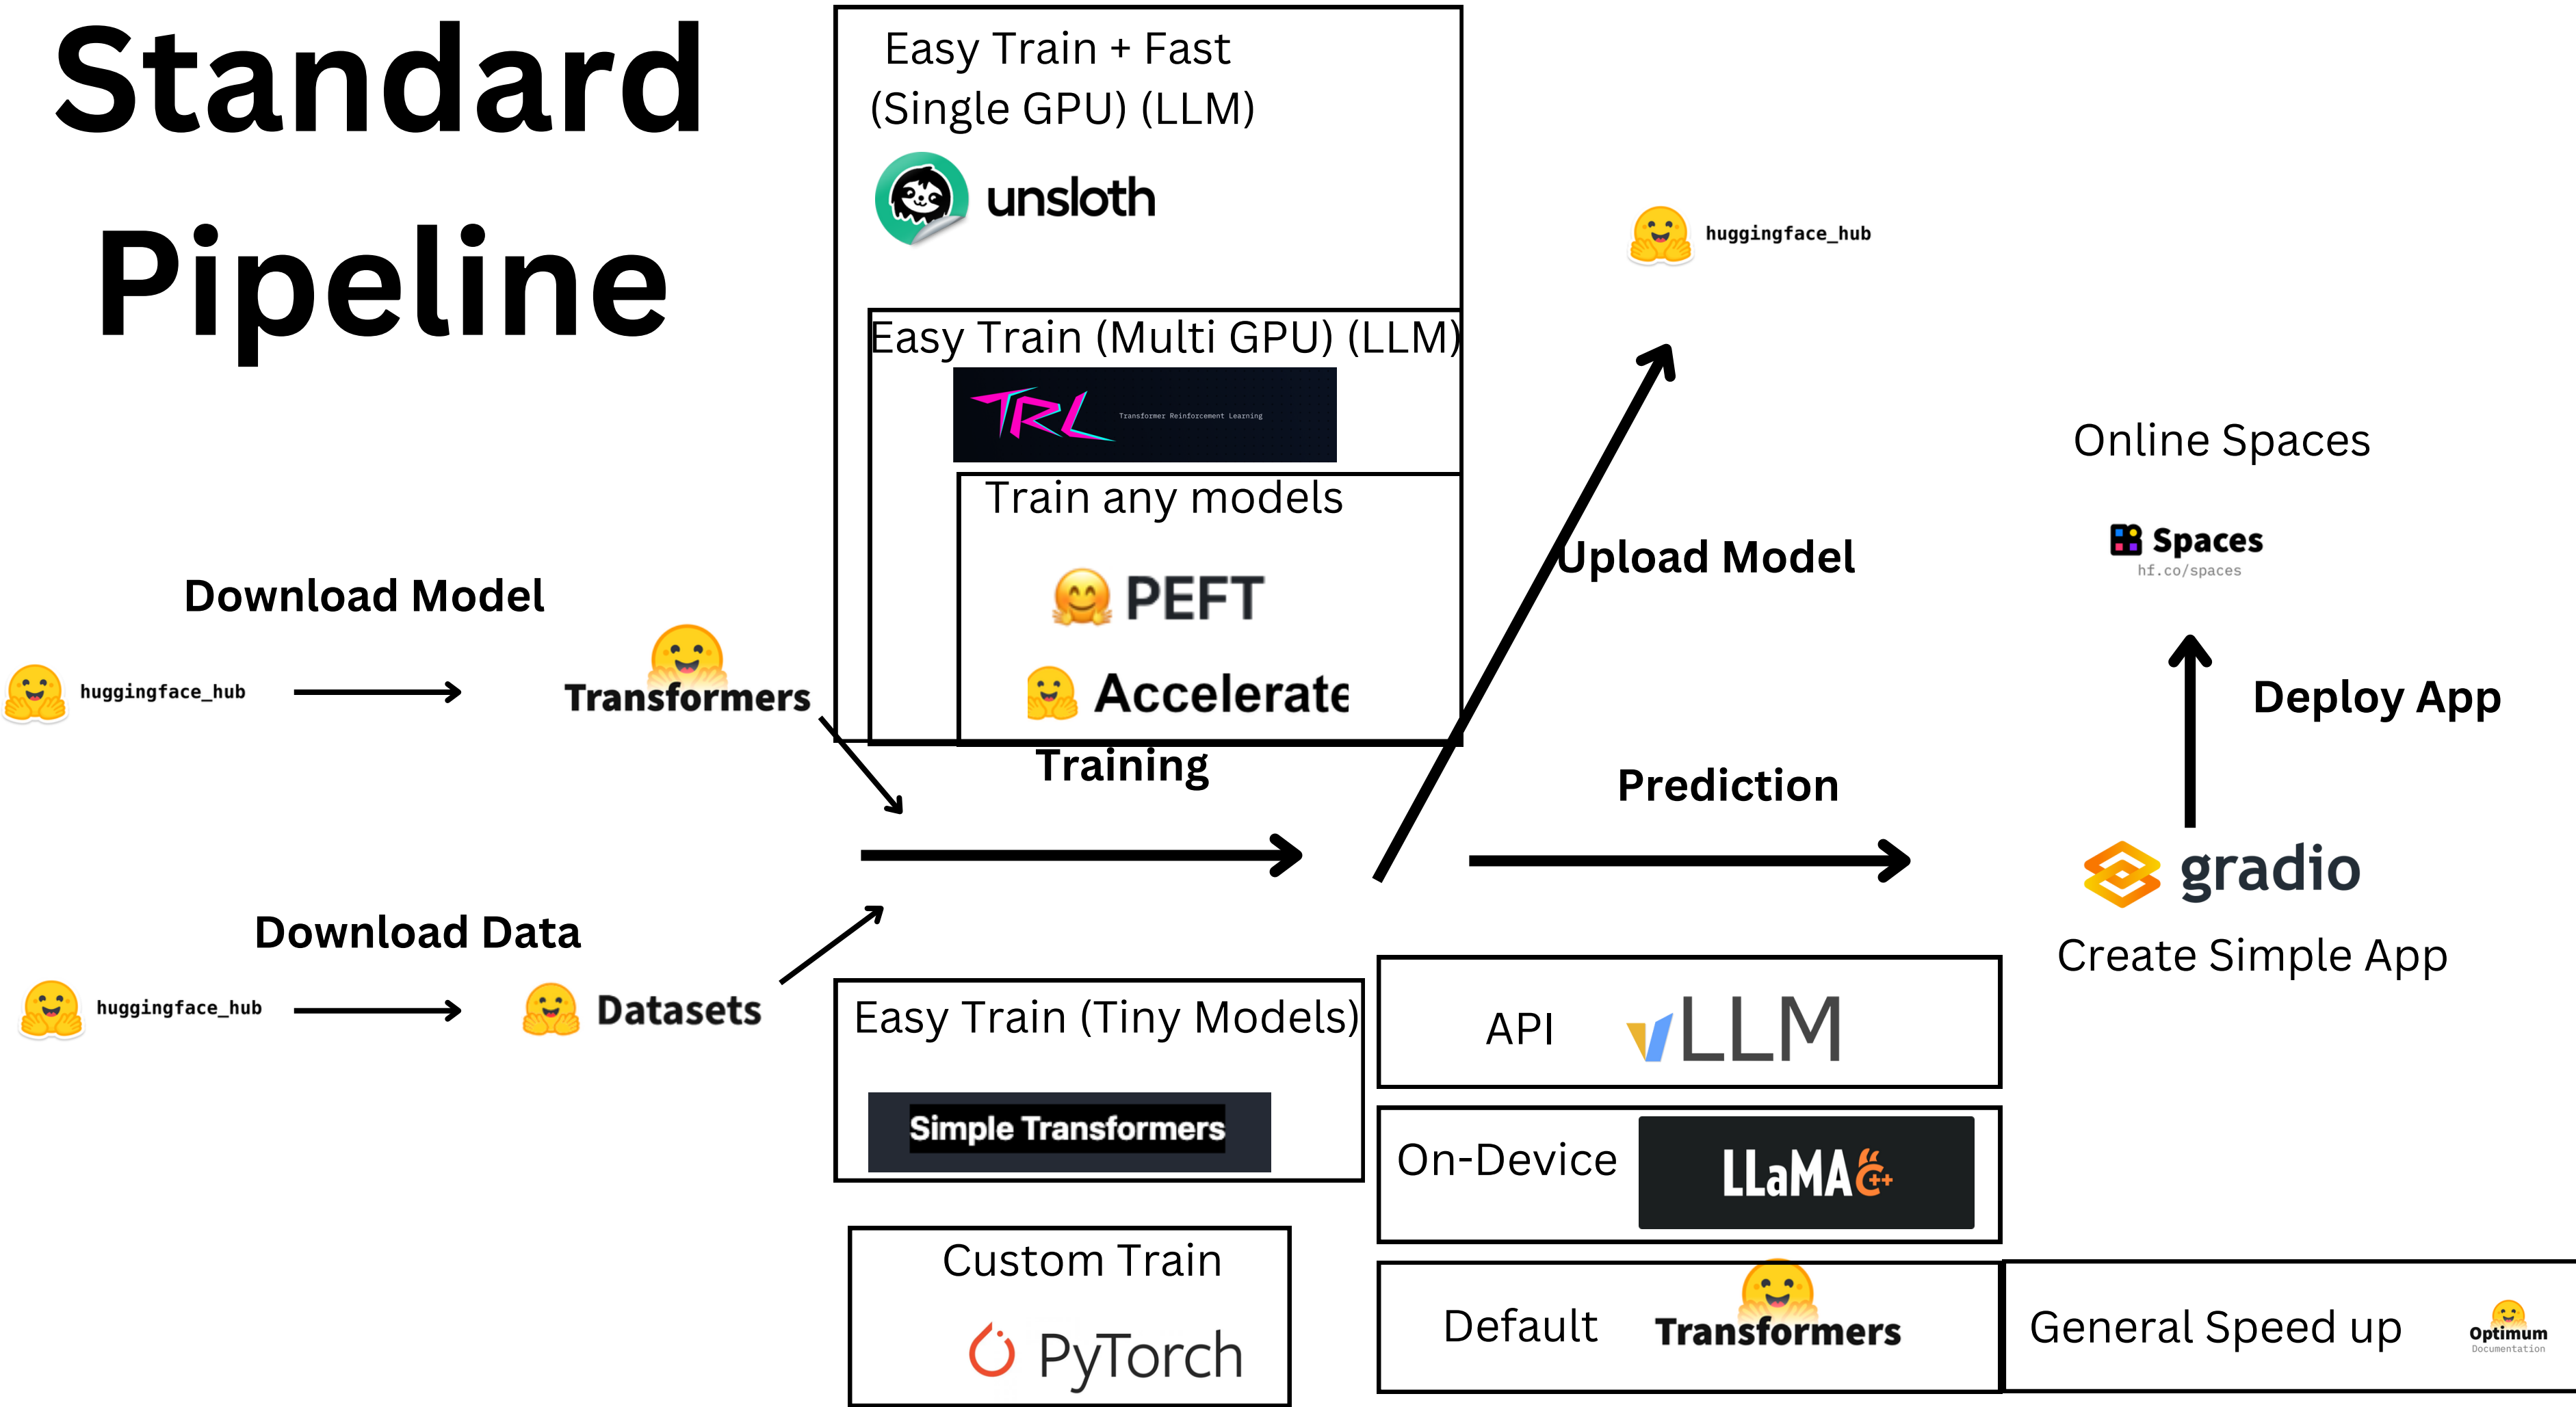 Standard
Pipeline
Easy Train + Fast
(Single GPU) (LLM)
unsloth
Easy Train (Multi GPU) (LLM)
TRL
Transformer Reinforcement Learning
Train any models
PEFT
Accelerate
Training
Download Model
huggingface_hub
Transformers
Download Data
huggingface_hub
Datasets
Easy Train (Tiny Models)
Simple Transformers
Custom Train
PyTorch
huggingface_hub
Upload Model
Prediction
API
vLLM
On-Device
LLaMA C++
Default
Transformers
General Speed up
Optimum
Documentation
Online Spaces
Spaces
hf.co/spaces
Deploy App
gradio
Create Simple App